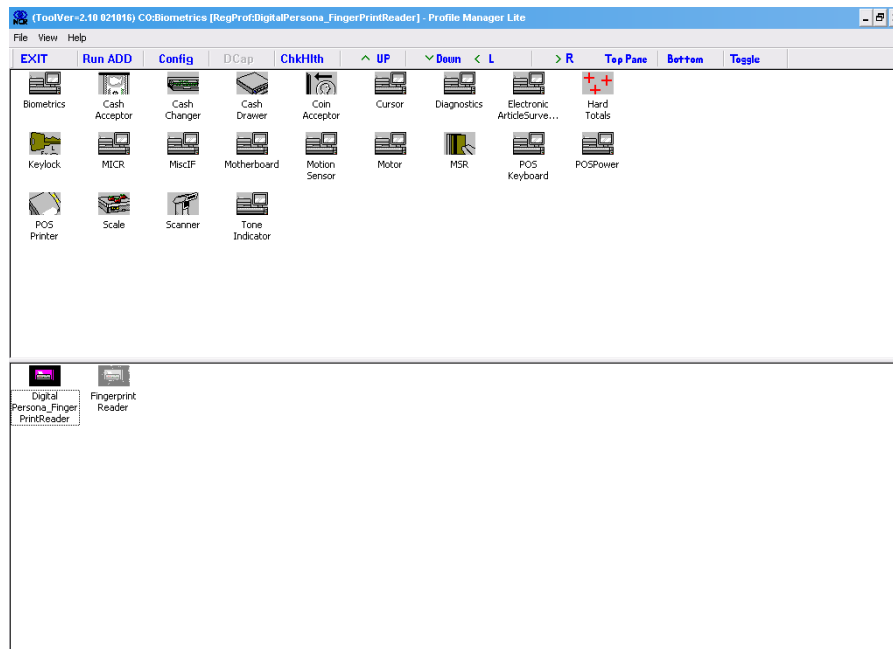 NCR (ToolVer=2.10 021016) CO:Biometrics [RegProf:DigitalPersona_FingerPrintReader] - Profile Manager Lite
File View Help
EXIT Run ADD Config DCap ChkHlth ^ UP Down < L > R Top Pane Bottom Toggle
Biometrics Cash Cash Cash Coin Cursor Diagnostics Electronic Hard
Acceptor Changer Drawer Acceptor ArticleSurve... Totals
Keylock MICR MiscIF Motherboard Motion Motor MSR POS POSPower
Sensor Keyboard
POS Scale Scanner Tone
Printer Indicator
Digital Fingerprint
Persona_Finger Reader
PrintReader